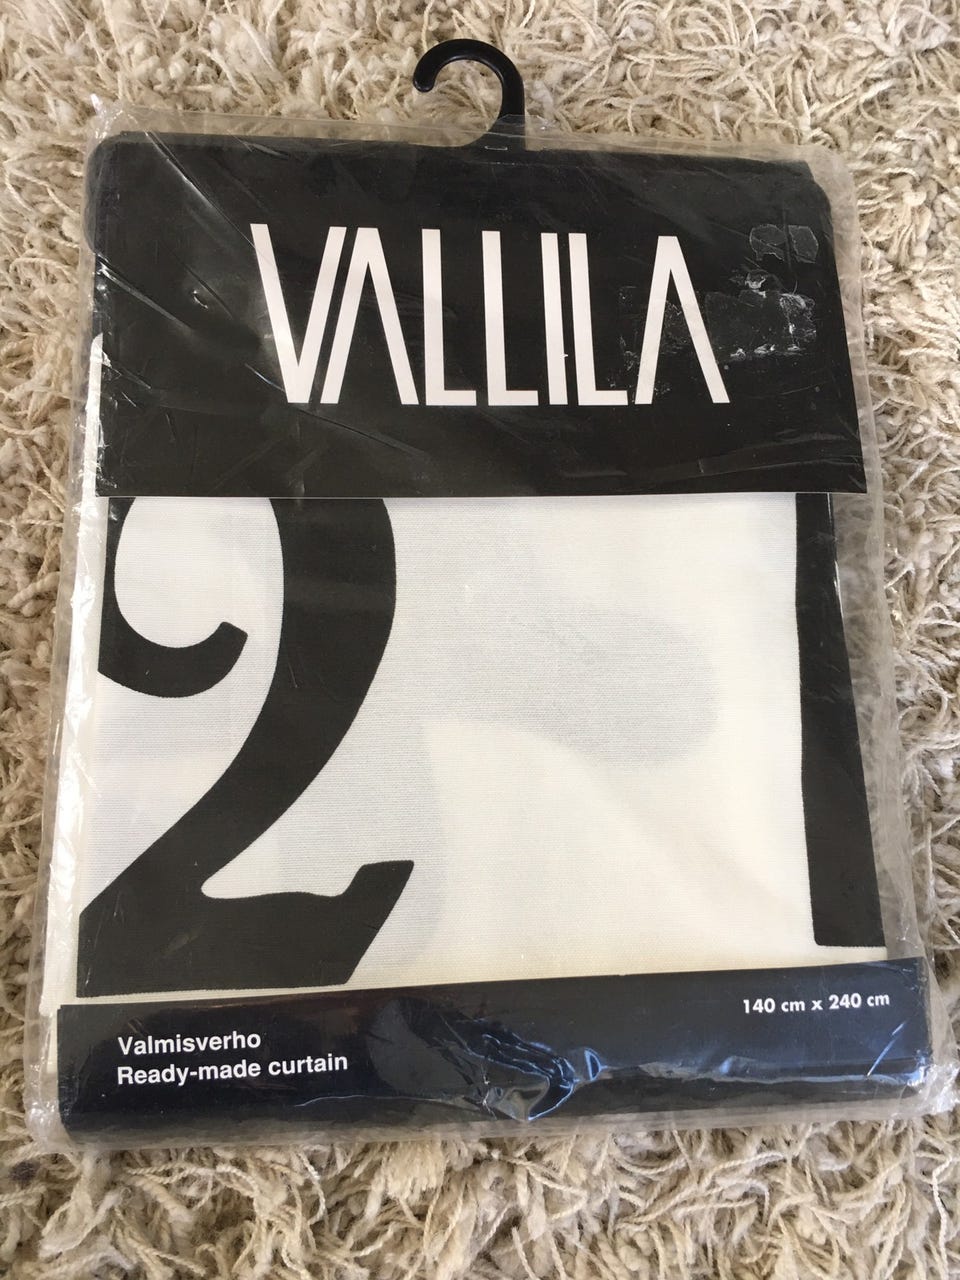 VALLILA
2
140 cm x 240 cm
Valmisverho
Ready-made curtain